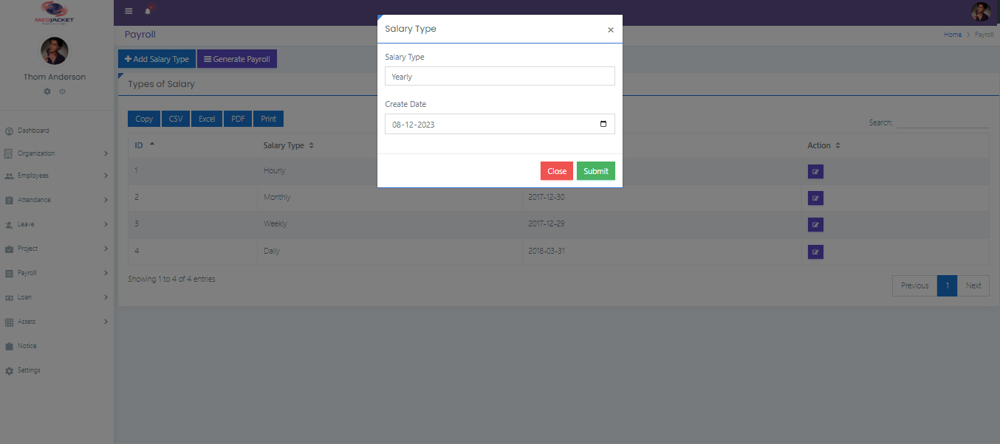 MEDJACKET
Thom Anderson
Dashboard
Organization
Employees
Attendance
Leave
Project
Payroll
Loan
Assets
Notice
Settings
Payroll
Home > Payroll
Add Salary Type
Generate Payroll
Types of Salary
Copy CSV Excel PDF Print
Search:
ID Salary Type Action
1 Hourly
2 Monthly 2017-12-30
3 Weekly 2017-12-29
4 Daily 2018-03-31
Showing 1 to 4 of 4 entries
Previous 1 Next
Salary Type ×
Salary Type
Yearly
Create Date
08-12-2023
Close Submit